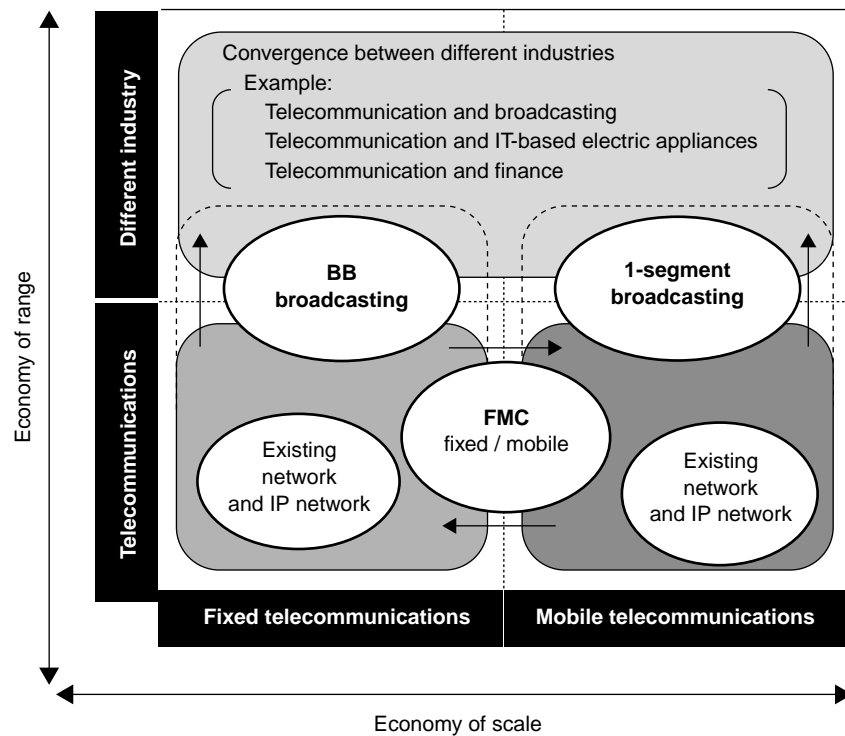 Convergence between different industries
Example:
Telecommunication and broadcasting
Telecommunication and IT-based electric appliances
Telecommunication and finance
Different industry
BB
broadcasting
1-segment
broadcasting
Economy of range
Telecommunications
FMC
fixed / mobile
Existing
network
and IP network
Existing
network
and IP network
Fixed telecommunications
Mobile telecommunications
Economy of scale